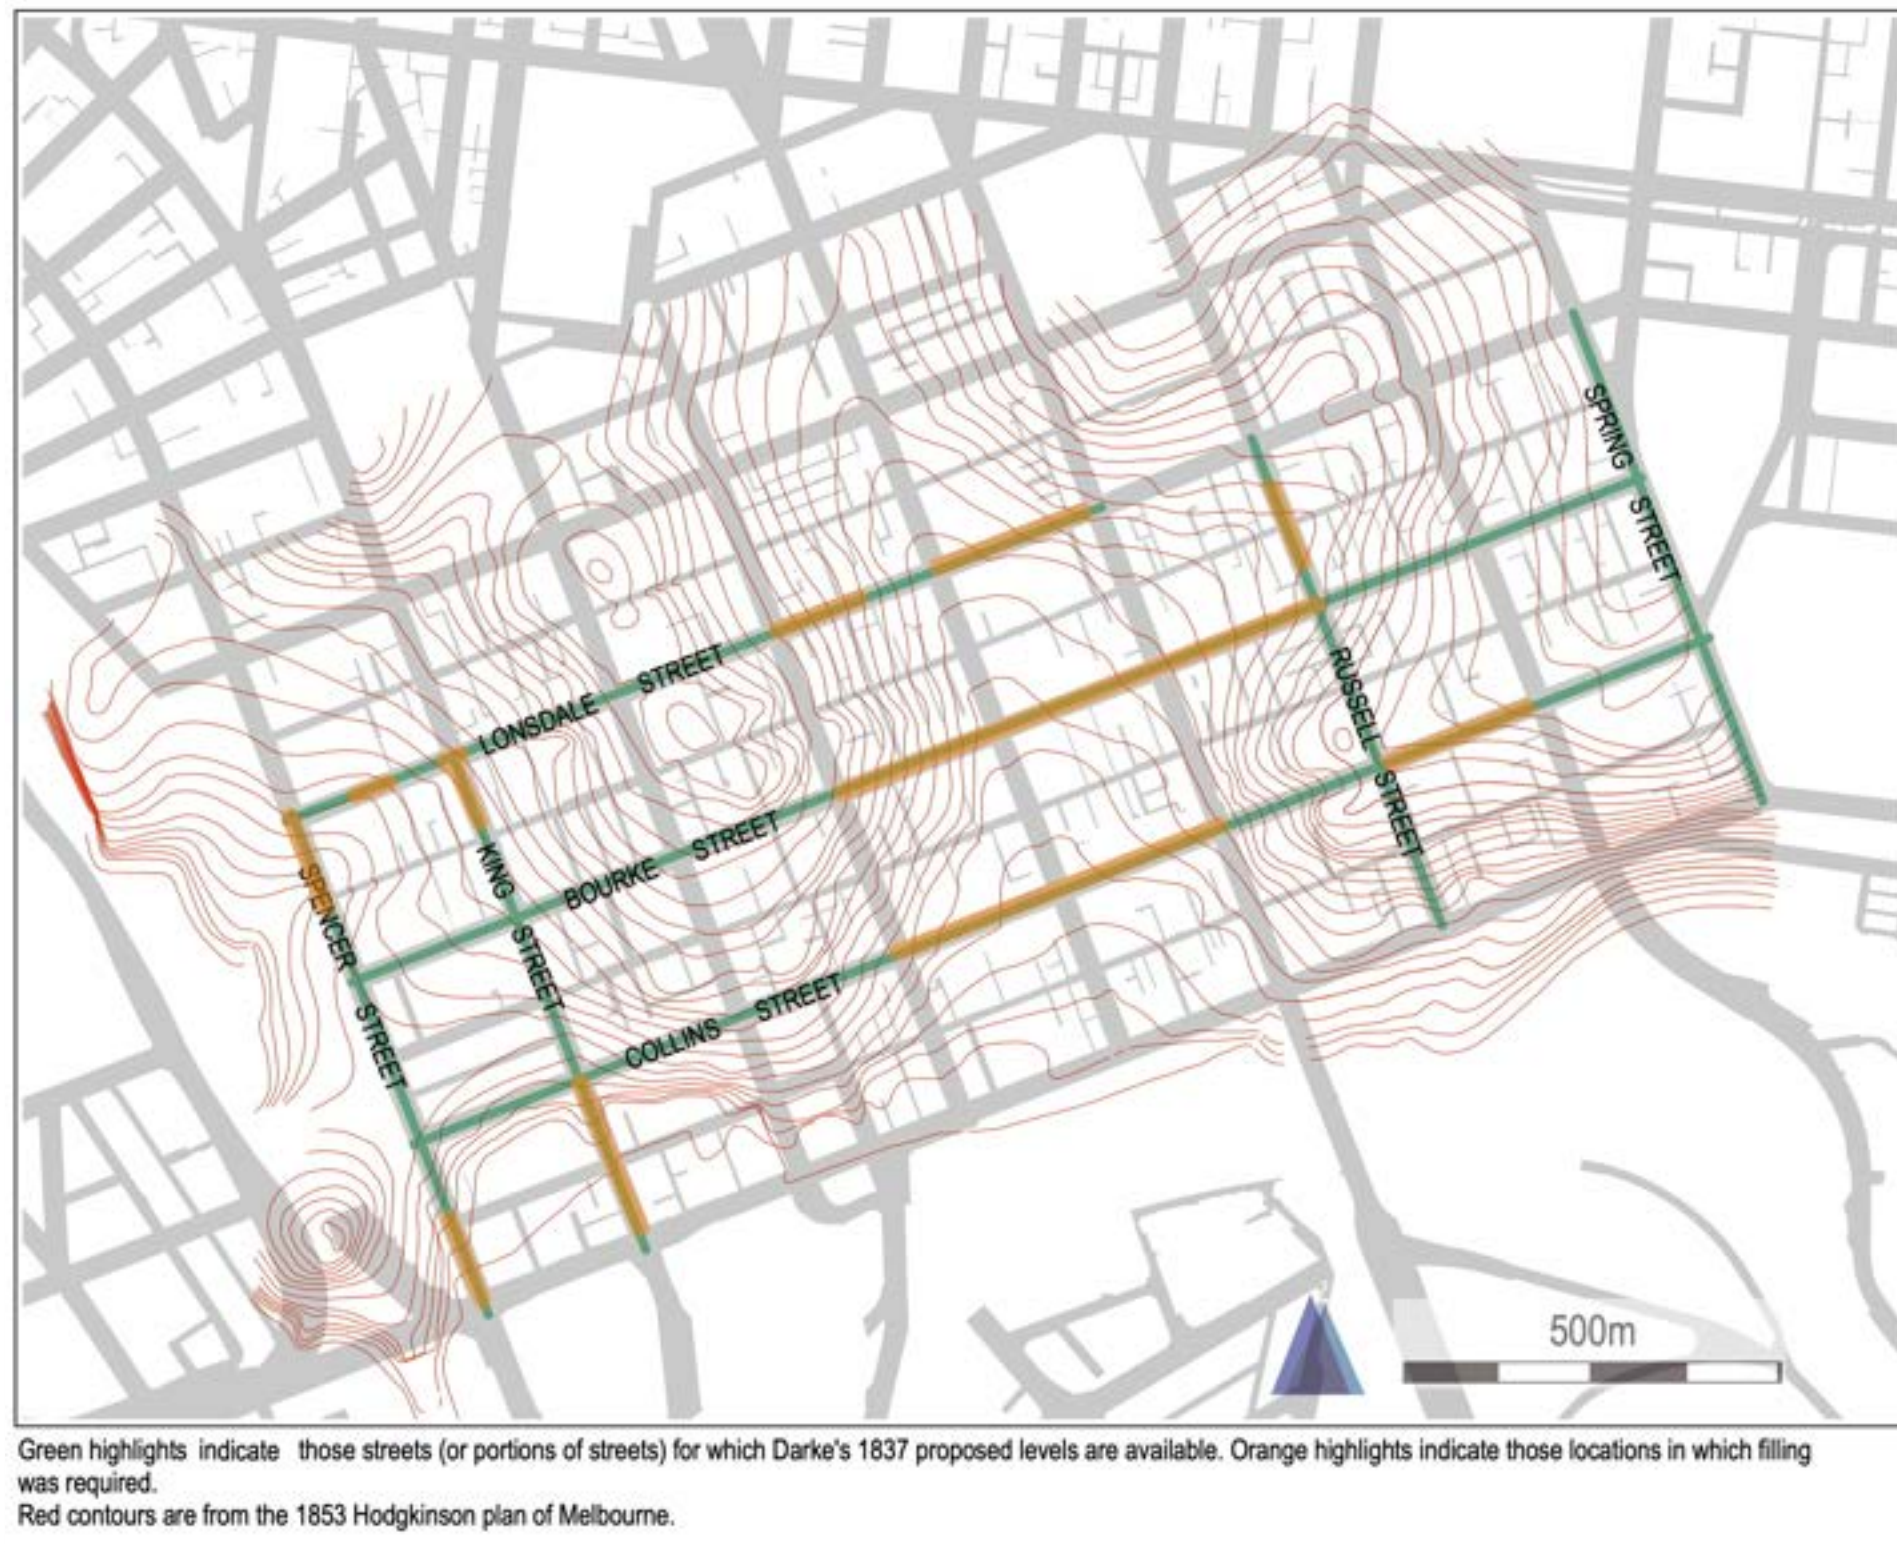 SPRING STREET
LONSDALE STREET
RUSSELL STREET
SPENCER STREET
KING STREET
BOURKE STREET
COLLINS STREET
500m
Green highlights indicate those streets (or portions of streets) for which Darke's 1837 proposed levels are available. Orange highlights indicate those locations in which filling
was required.
Red contours are from the 1853 Hodgkinson plan of Melbourne.